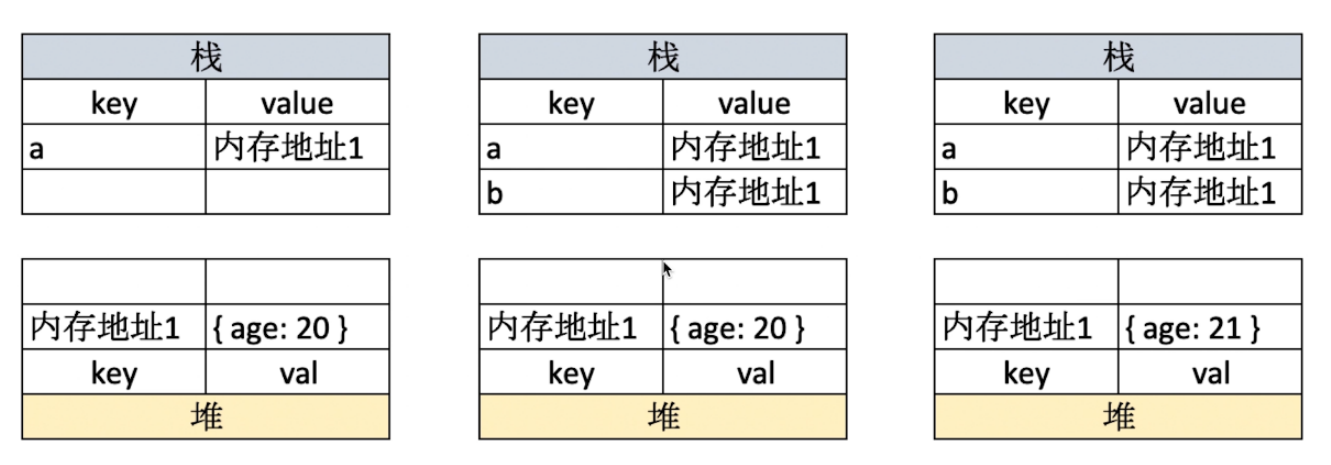 栈
key value
a 内存地址1
内存地址1 { age: 20 }
key val
堆
栈
key value
a 内存地址1
b 内存地址1
内存地址1 { age: 20 }
key val
堆
栈
key value
a 内存地址1
b 内存地址1
内存地址1 { age: 21 }
key val
堆